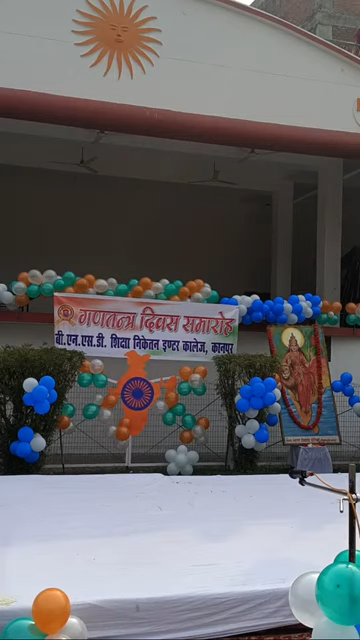 गणतन्त्र दिवस समारोह
बी.एन.एस.डी. शिक्षा निकेतन इण्टर कालेज, कानपुर